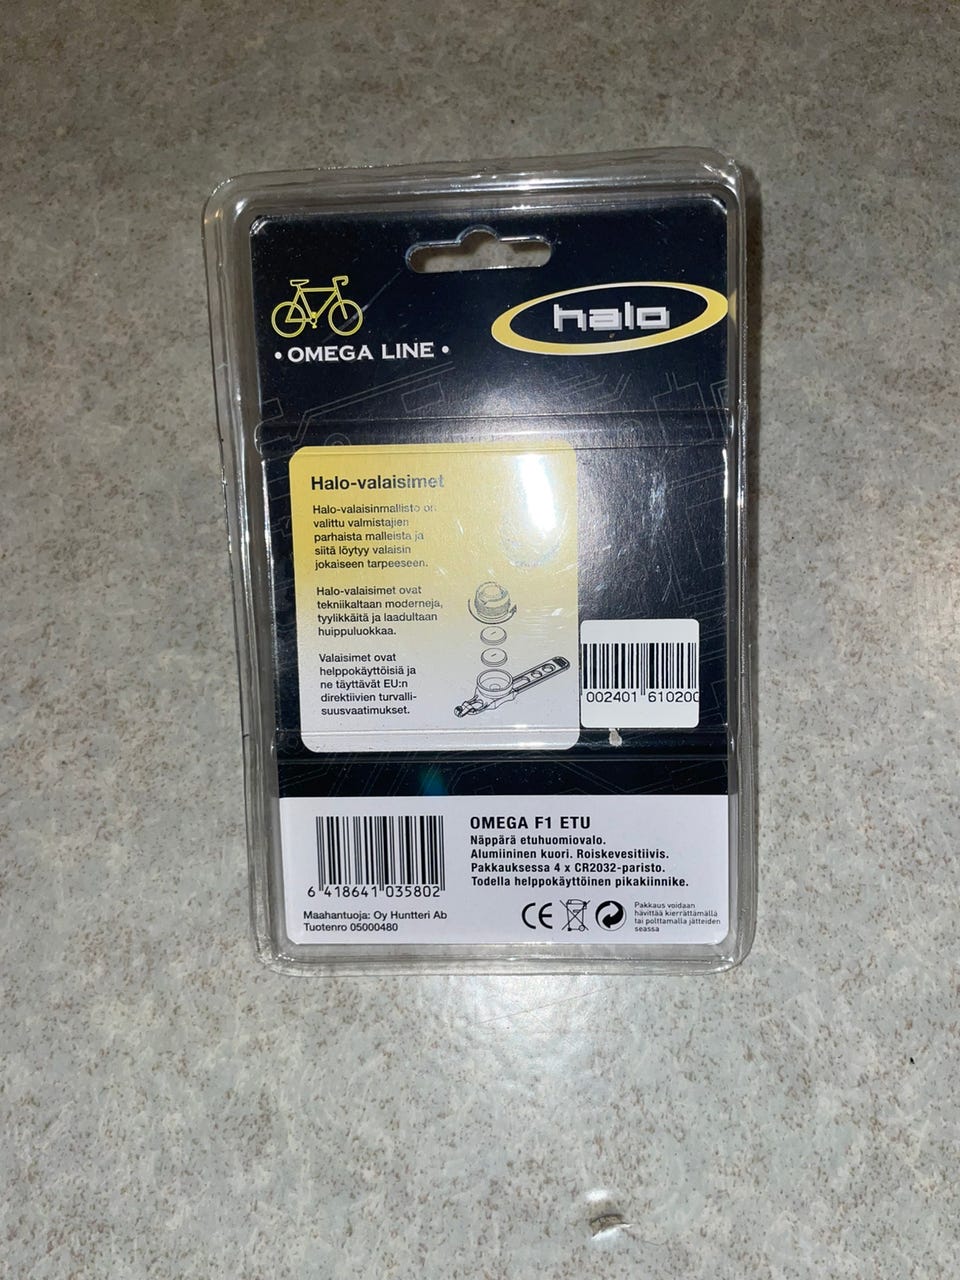 halo
• OMEGA LINE •
Halo-valaisimet
Halo-valaisinmallisto on
valittu valmistajien
parhaista malleista ja
siitä löytyy valaisin
jokaiseen tarpeeseen.
Halo-valaisimet ovat
tekniikaltaan moderneja,
tyylikkäitä ja laadultaan
huippuluokkaa.
Valaisimet ovat
helppokäyttöisiä ja
ne täyttävät EU:n
direktiivien turvalli-
suusvaatimukset.
002401 610200
OMEGA F1 ETU
Näppärä etuhuomiovalo.
Alumiininen kuori. Roiskevesitiivis.
Pakkauksessa 4 x CR2032-paristo.
Todella helppokäyttöinen pikakiinnike.
6 418641 035802
Maahantuoja: Oy Huntteri Ab
Tuotenro 05000480
CE
Pakkaus voidaan
hävittää kierrättämällä
tai polttamalla jätteiden
seassa